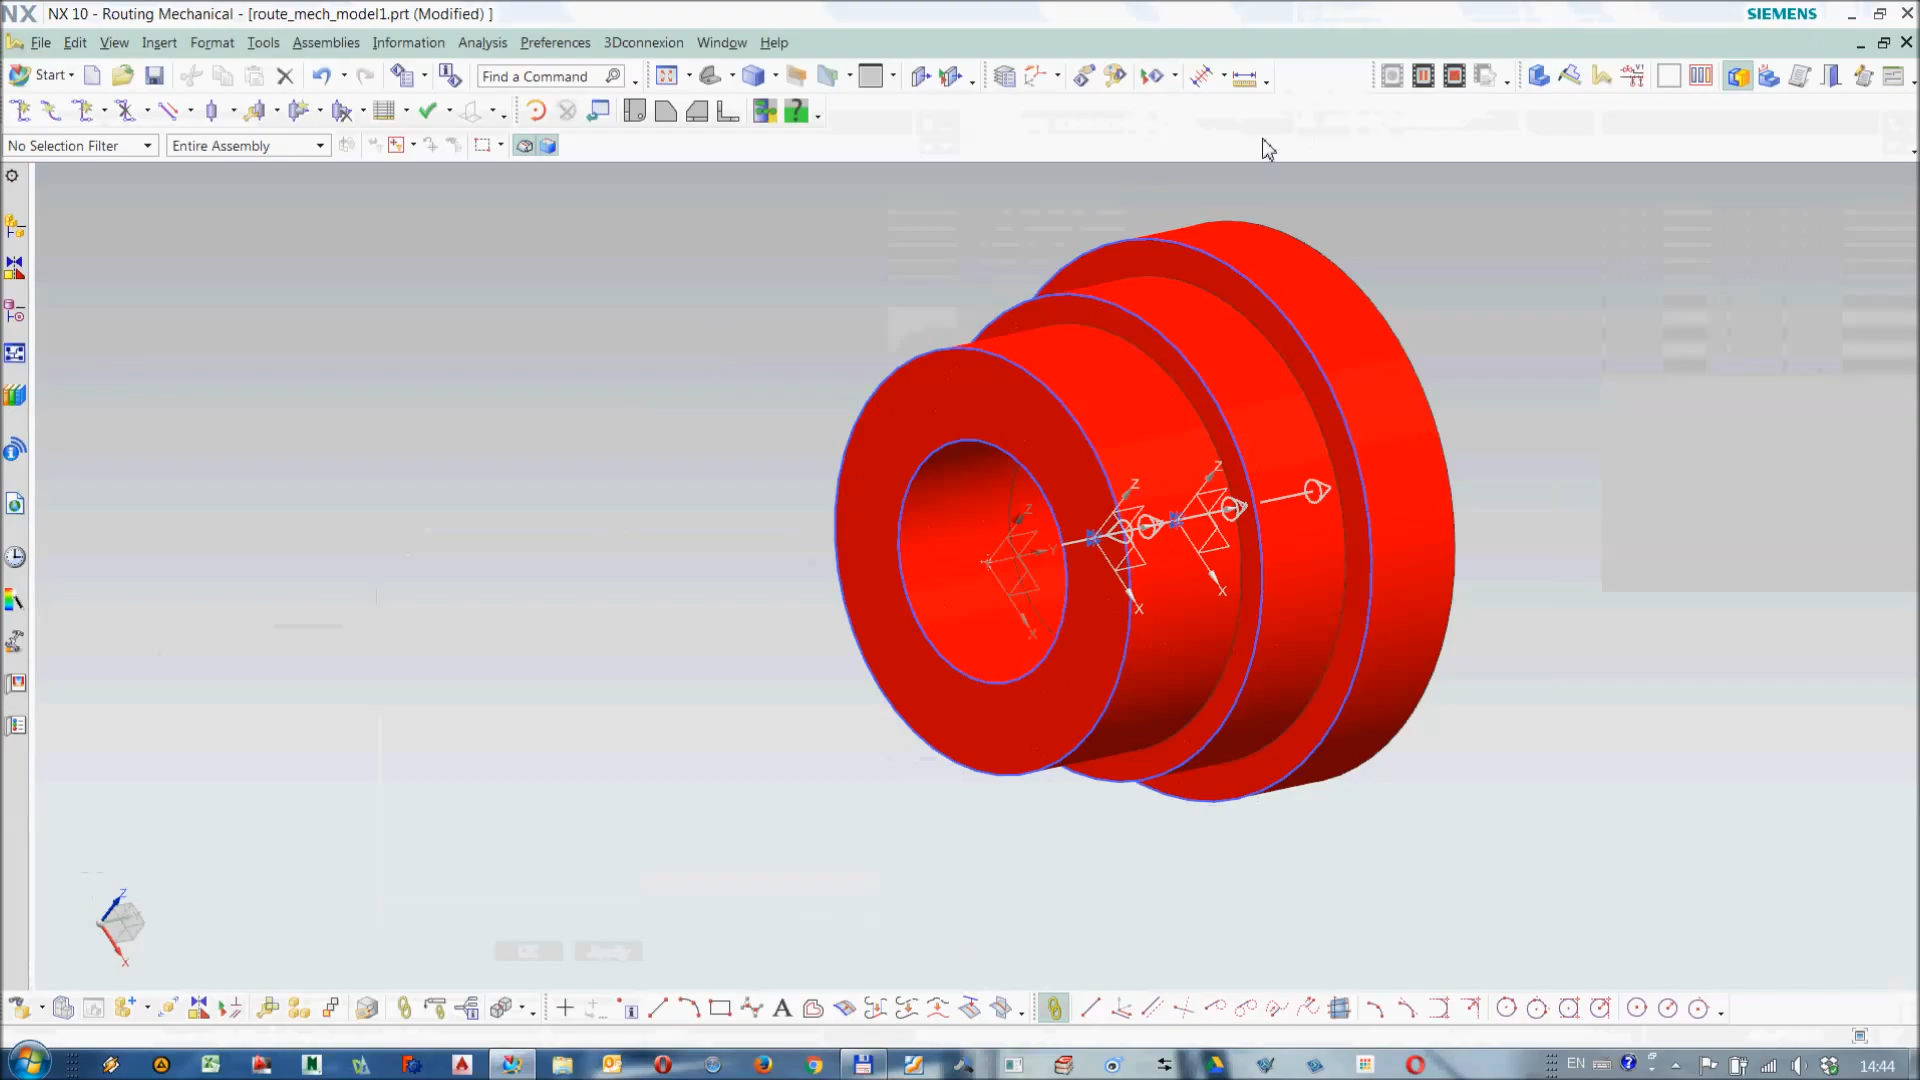 NX NX 10 - Routing Mechanical - [route_mech_model1.prt (Modified) ] SIEMENS
File Edit View Insert Format Tools Assemblies Information Analysis Preferences 3Dconnexion Window Help
Start Find a Command
No Selection Filter Entire Assembly
Z
Z
Z
Y
X
X
X
Z
X
A
EN 14:44